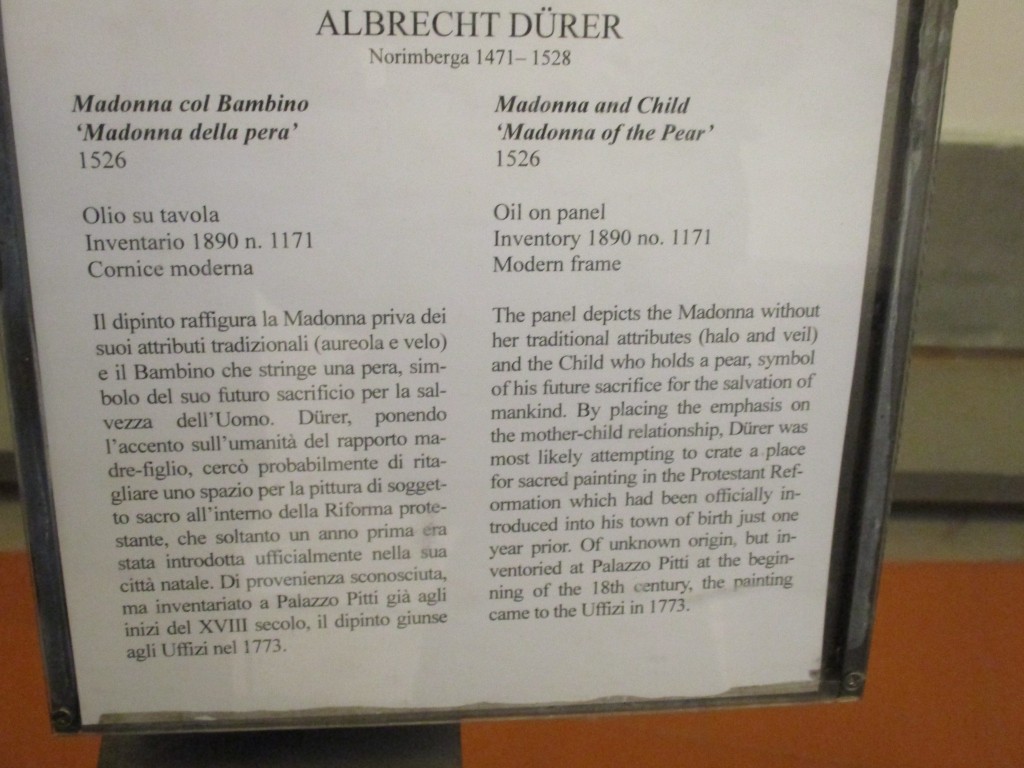 ALBRECHT DÜRER
Norimberga 1471– 1528
Madonna col Bambino
‘Madonna della pera’
1526
Olio su tavola
Inventario 1890 n. 1171
Cornice moderna
Il dipinto raffigura la Madonna priva dei
suoi attributi tradizionali (aureola e velo)
e il Bambino che stringe una pera, sim-
bolo del suo futuro sacrificio per la sal-
vezza dell’Uomo. Dürer, ponendo
l’accento sull’umanità del rapporto ma-
dre-figlio, cercò probabilmente di rita-
gliare uno spazio per la pittura di sogget-
to sacro all’interno della Riforma prote-
stante, che soltanto un anno prima era
stata introdotta ufficialmente nella sua
città natale. Di provenienza sconosciuta,
ma inventariato a Palazzo Pitti già agli
inizi del XVIII secolo, il dipinto giunse
agli Uffizi nel 1773.
Madonna and Child
‘Madonna of the Pear’
1526
Oil on panel
Inventory 1890 no. 1171
Modern frame
The panel depicts the Madonna without
her traditional attributes (halo and veil)
and the Child who holds a pear, symbol
of his future sacrifice for the salvation of
mankind. By placing the emphasis on
the mother-child relationship, Dürer was
most likely attempting to crate a place
for sacred painting in the Protestant Ref-
ormation which had been officially in-
troduced into his town of birth just one
year prior. Of unknown origin, but in-
ventoried at Palazzo Pitti at the begin-
ning of the 18th century, the painting
came to the Uffizi in 1773.